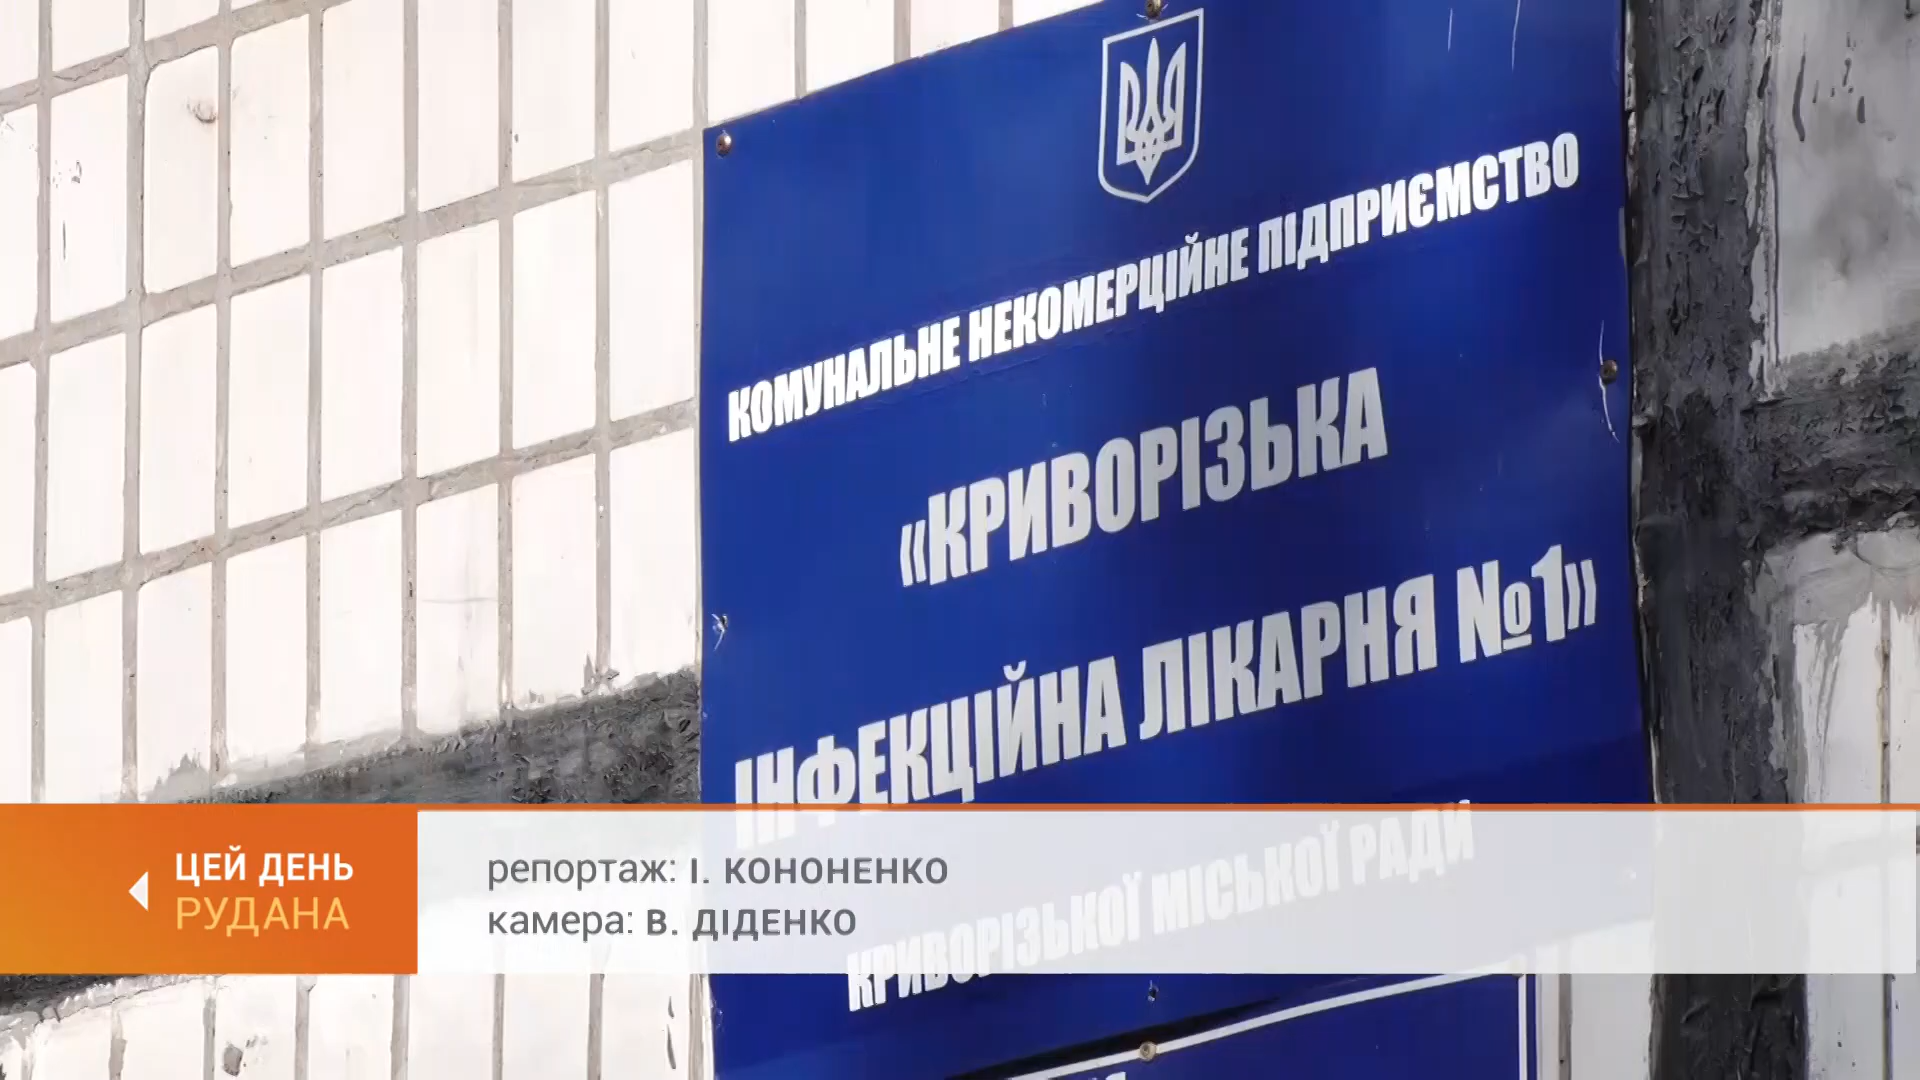 КОМУНАЛЬНЕ НЕКОМЕРЦІЙНЕ ПІДПРИЄМСТВО
«КРИВОРІЗЬКА
ІНФЕКЦІЙНА ЛІКАРНЯ №1»
КРИВОРІЗЬКОЇ МІСЬКОЇ РАДИ
ЦЕЙ ДЕНЬ
РУДАНА
репортаж: І. КОНОНЕНКО
камера: В. ДІДЕНКО